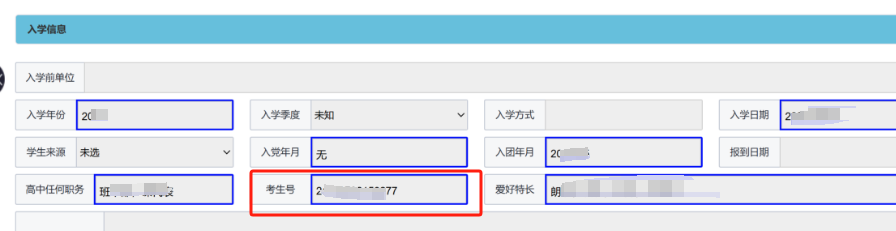 入学信息
入学前单位
入学年份 20 入学季度 未知 入学方式 入学日期 2
学生来源 未选 入党年月 无 入团年月 20 报到日期
高中任何职务 班 考生号 2 77 爱好特长 朗